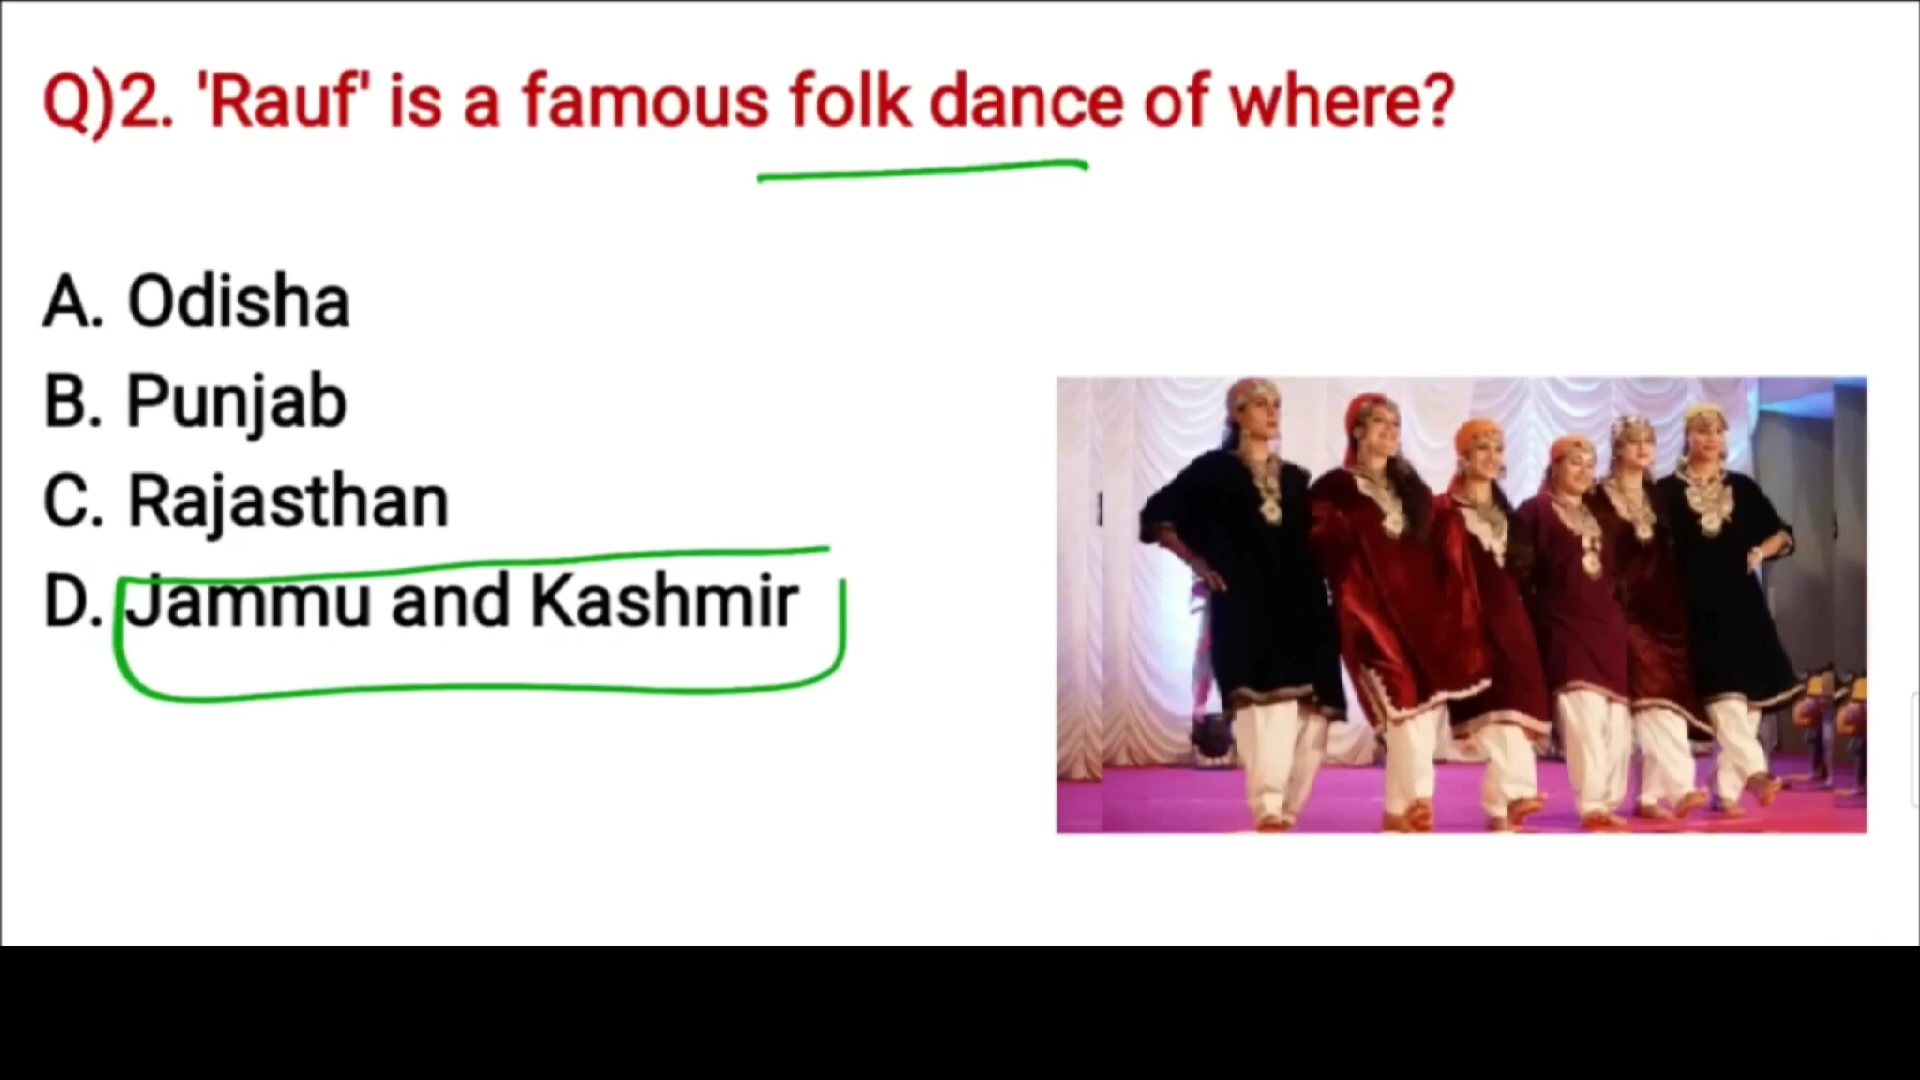 Q)2. 'Rauf' is a famous folk dance of where?
A. Odisha
B. Punjab
C. Rajasthan
D. Jammu and Kashmir